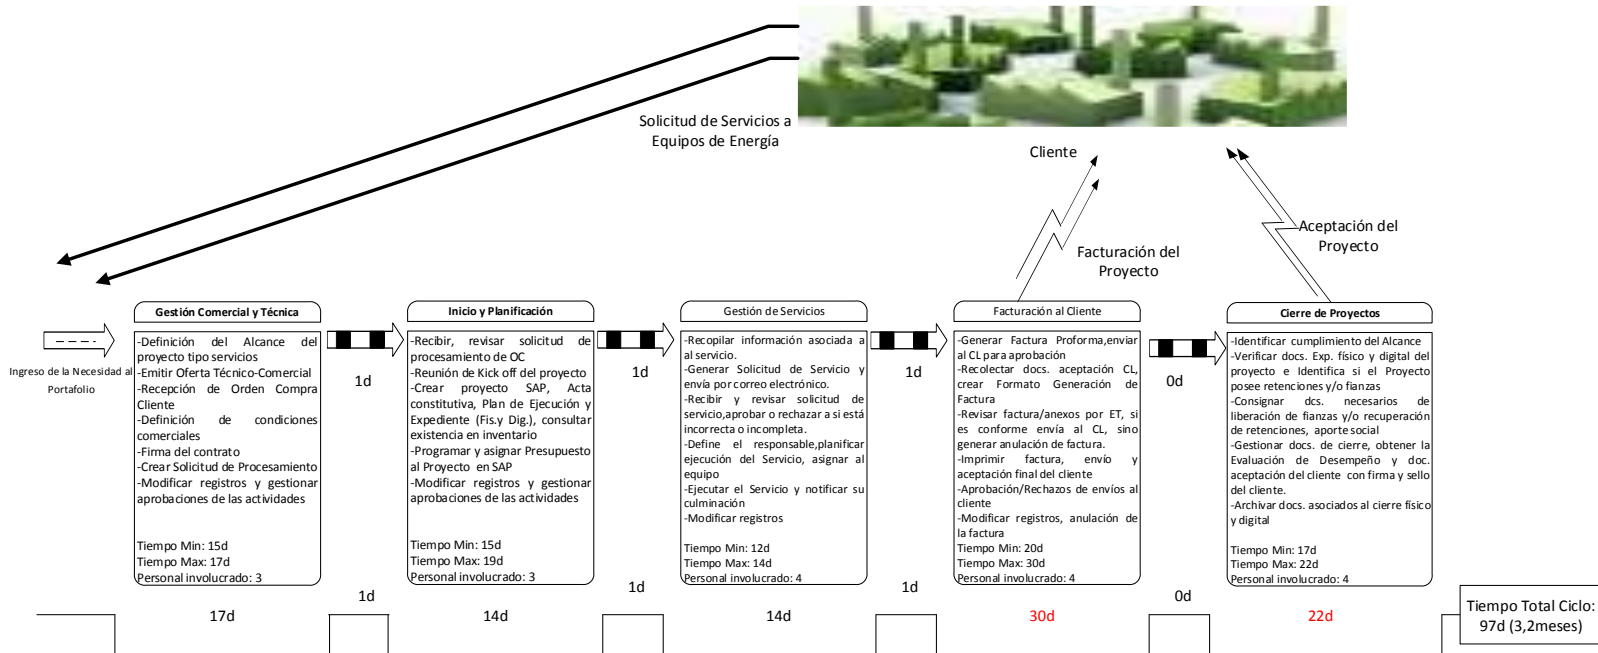 Solicitud de Servicios a
Equipos de Energía
Cliente
Facturación del
Proyecto
Aceptación del
Proyecto
Ingreso de la Necesidad al
Portafolio
Gestión Comercial y Técnica
-Definición del Alcance del
proyecto tipo servicios
-Emitir Oferta Técnico-Comercial
-Recepción de Orden Compra
Cliente
-Definición de condiciones
comerciales
-Firma del contrato
-Crear Solicitud de Procesamiento
-Modificar registros y gestionar
aprobaciones de las actividades
Tiempo Min: 15d
Tiempo Max: 17d
Personal involucrado: 3
1d
Inicio y Planificación
-Recibir, revisar solicitud de
procesamiento de OC
-Reunión de Kick off del proyecto
-Crear proyecto SAP, Acta
constitutiva, Plan de Ejecución y
Expediente (Fis.y Dig.), consultar
existencia en inventario
-Programar y asignar Presupuesto
al Proyecto en SAP
-Modificar registros y gestionar
aprobaciones de las actividades
Tiempo Min: 15d
Tiempo Max: 19d
Personal involucrado: 3
1d
Gestión de Servicios
-Recopilar información asociada a
al servicio.
-Generar Solicitud de Servicio y
envía por correo electrónico.
-Recibir y revisar solicitud de
servicio,aprobar o rechazar a si está
incorrecta o incompleta.
-Define el responsable,planificar
ejecución del Servicio, asignar al
equipo
-Ejecutar el Servicio y notificar su
culminación
-Modificar registros
Tiempo Min: 12d
Tiempo Max: 14d
Personal involucrado: 4
1d
Facturación al Cliente
-Generar Factura Proforma,enviar
al CL para aprobación
-Recolectar docs. aceptación CL,
crear Formato Generación de
Factura
-Revisar factura/anexos por ET, si
es conforme envía al CL, sino
generar anulación de factura.
-Imprimir factura, envío y
aceptación final del cliente
-Aprobación/Rechazos de envíos al
cliente
-Modificar registros, anulación de
la factura
Tiempo Min: 20d
Tiempo Max: 30d
Personal involucrado: 4
0d
Cierre de Proyectos
-Identificar cumplimiento del Alcance
-Verificar docs. Exp. físico y digital del
proyecto e Identifica si el Proyecto
posee retenciones y/o fianzas
-Consignar dcs. necesarios de
liberación de fianzas y/o recuperación
de retenciones, aporte social
-Gestionar docs. de cierre, obtener la
Evaluación de Desempeño y doc.
aceptación del cliente con firma y sello
del cliente.
-Archivar docs. asociados al cierre físico
y digital
Tiempo Min: 17d
Tiempo Max: 22d
Personal involucrado: 4
17d
1d
14d
1d
14d
1d
30d
0d
22d
Tiempo Total Ciclo:
97d (3,2meses)